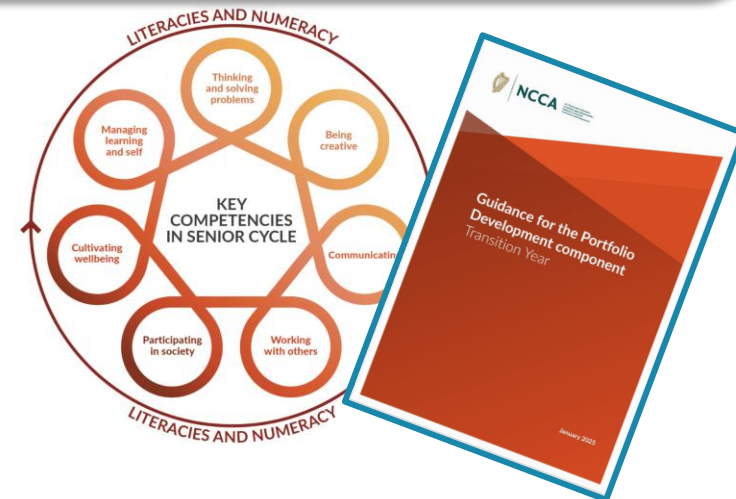 LITERACIES AND NUMERACY
Thinking
and solving
problems
Being
creative
Communicating
Working
with others
Participating
in society
Cultivating
wellbeing
Managing
learning
and self
KEY
COMPETENCIES
IN SENIOR CYCLE
LITERACIES AND NUMERACY
NCCA
Guidance for the Portfolio
Development component
Transition Year
January 2025